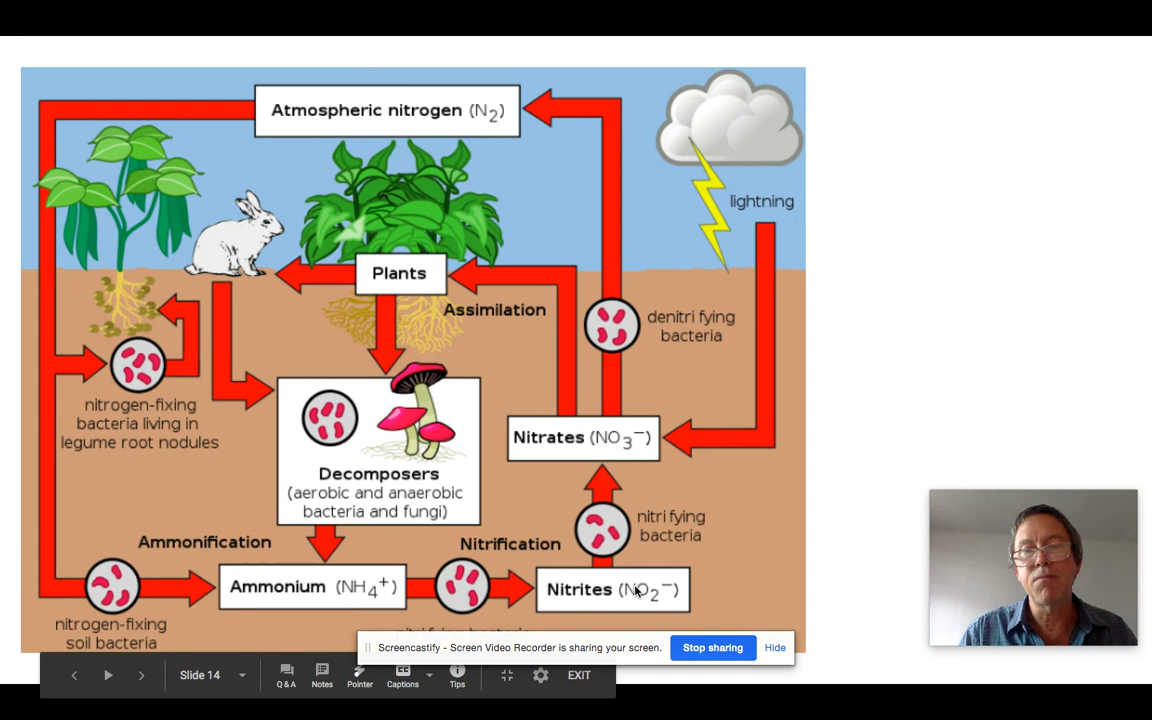 Atmospheric nitrogen (N2)
lightning
Plants
Assimilation
denitri fying
bacteria
nitrogen-fixing
bacteria living in
legume root nodules
Nitrates (NO3−)
Decomposers
(aerobic and anaerobic
bacteria and fungi)
nitri fying
bacteria
Ammonification
Nitrification
Ammonium (NH4+)
Nitrites (NO2−)
nitrogen-fixing
soil bacteria
Screencastify - Screen Video Recorder is sharing your screen.
Stop sharing
Hide
Slide 14
Q & A
Notes
Pointer
Captions
Tips
EXIT